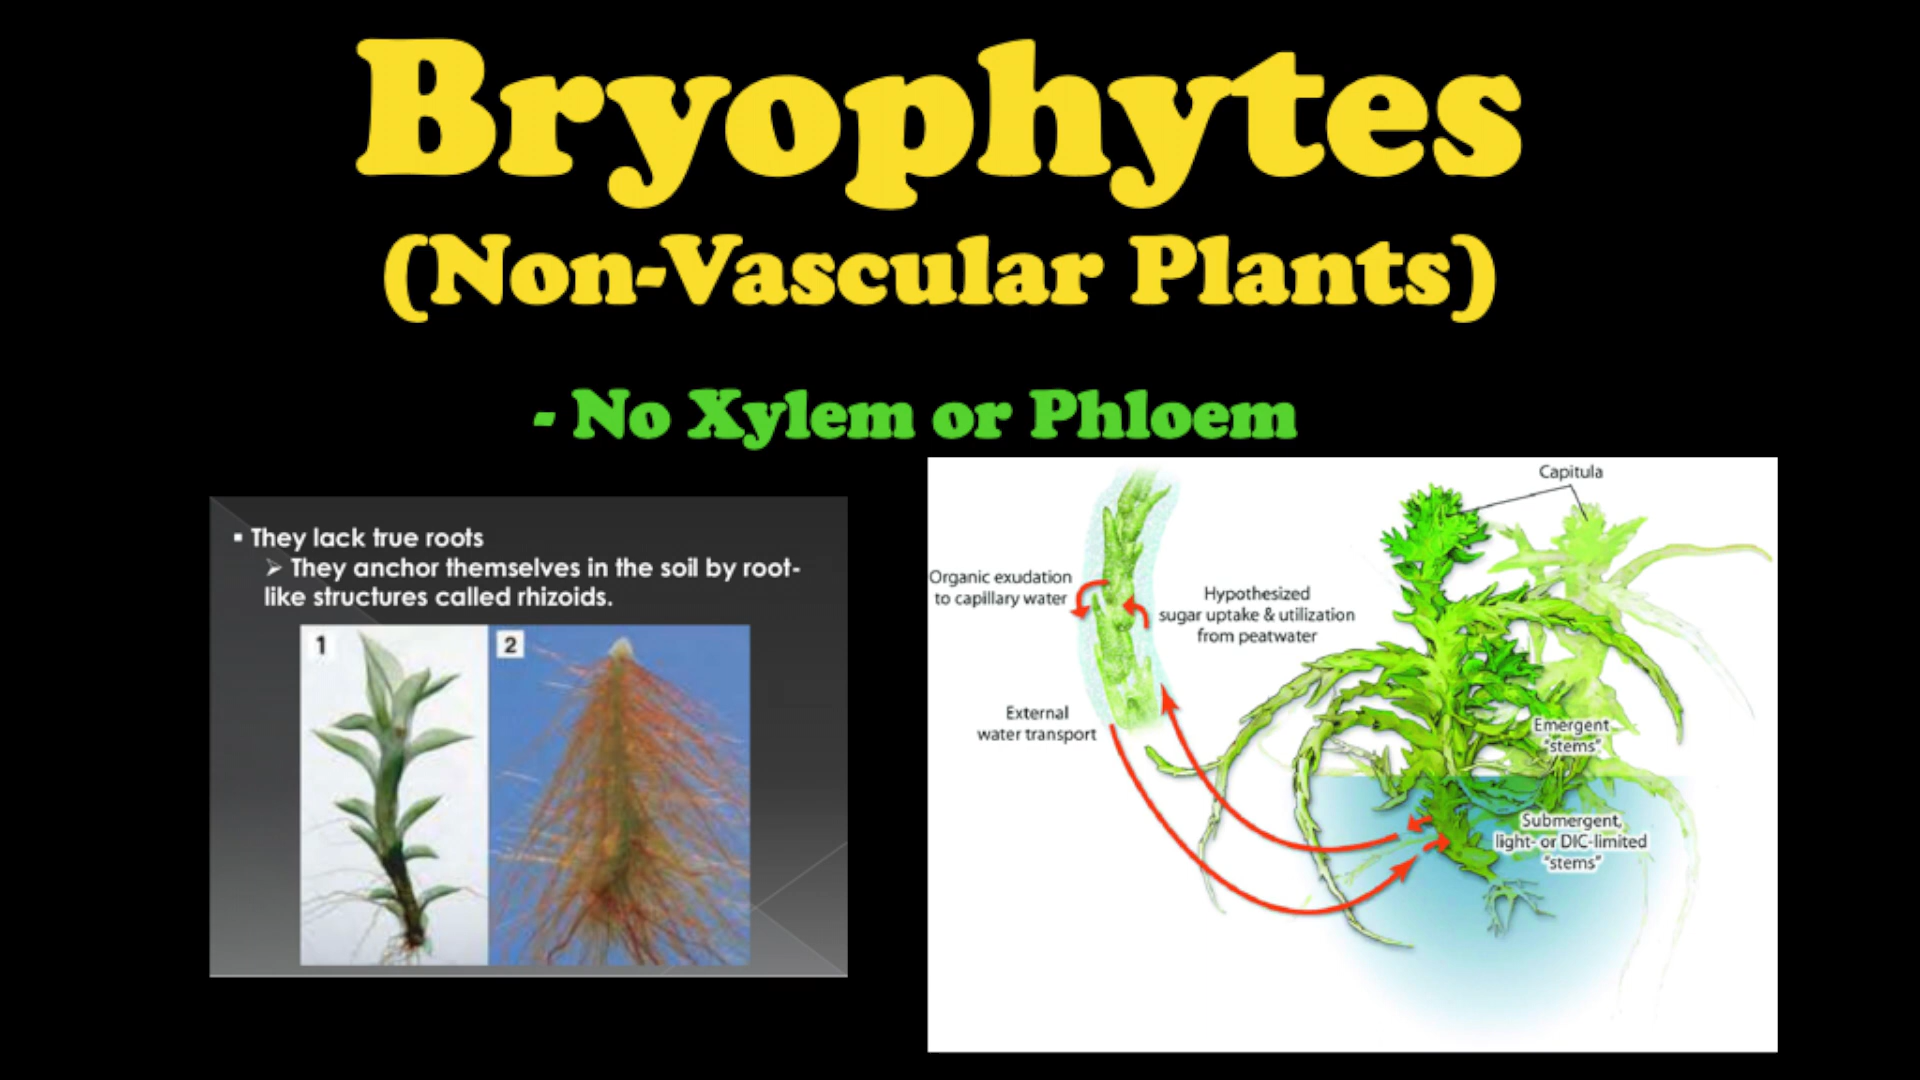 Bryophytes
(Non-Vascular Plants)
- No Xylem or Phloem
▪ They lack true roots
➢ They anchor themselves in the soil by root-
like structures called rhizoids.
1
2
Capitula
Organic exudation
to capillary water
Hypothesized
sugar uptake & utilization
from peatwater
External
water transport
Emergent
"stems"
Submergent,
light- or DIC-limited
"stems"